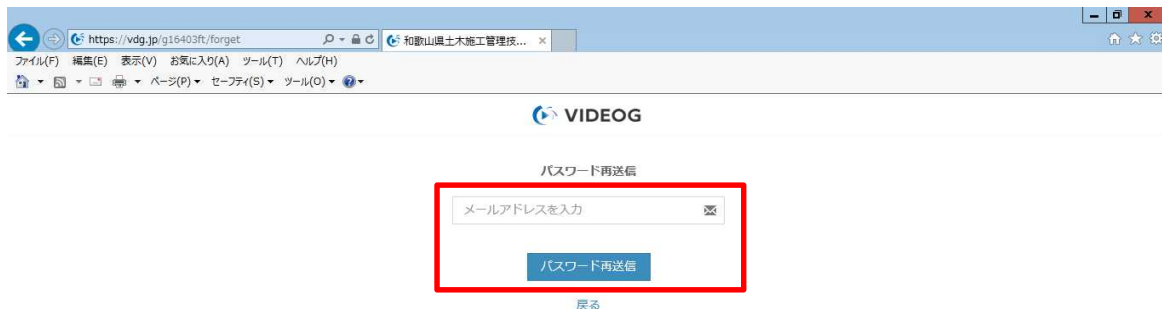 https://vdg.jp/g16403ft/forget
和歌山県土木施工管理技...
ファイル(F) 編集(E) 表示(V) お気に入り(A) ツール(T) ヘルプ(H)
ページ(P) セーフティ(S) ツール(O)
VIDEOG
パスワード再送信
メールアドレスを入力
パスワード再送信
戻る